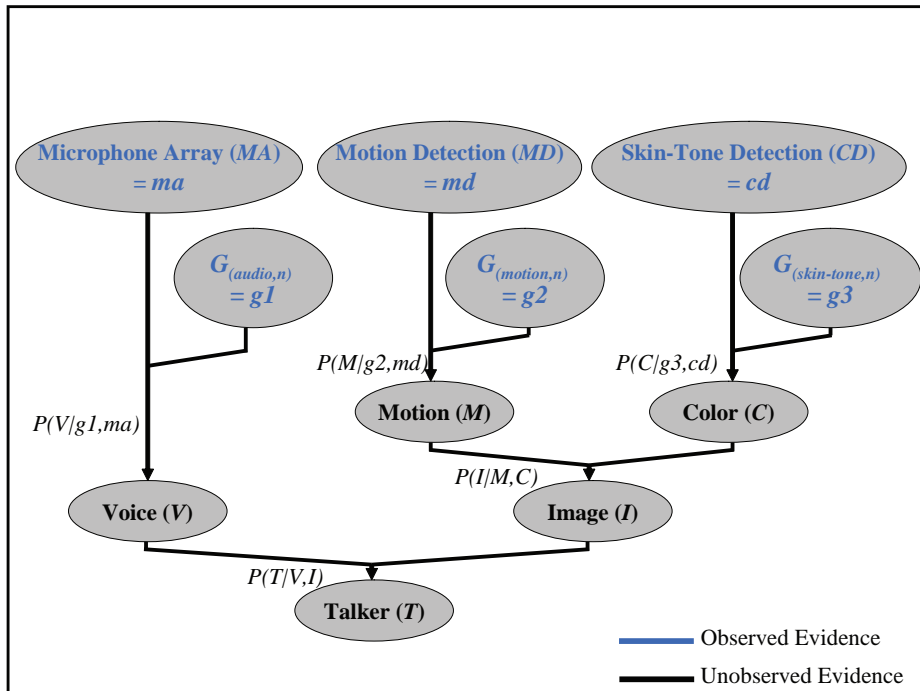 Microphone Array (MA)
= ma
Motion Detection (MD)
= md
Skin-Tone Detection (CD)
= cd
G(audio,n)
= g1
G(motion,n)
= g2
G(skin-tone,n)
= g3
P(M/g2,md)
P(C/g3,cd)
Motion (M)
Color (C)
P(V/g1,ma)
P(I/M,C)
Voice (V)
Image (I)
P(T/V,I)
Talker (T)
Observed Evidence
Unobserved Evidence